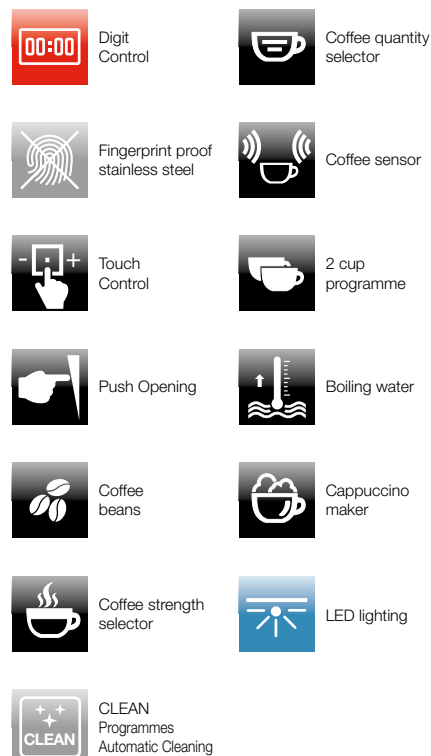 00:00
Digit
Control
Coffee quantity
selector
Fingerprint proof
stainless steel
Coffee sensor
- +
Touch
Control
2 cup
programme
Push Opening
Boiling water
Coffee
beans
Cappuccino
maker
Coffee strength
selector
LED lighting
CLEAN
CLEAN
Programmes
Automatic Cleaning